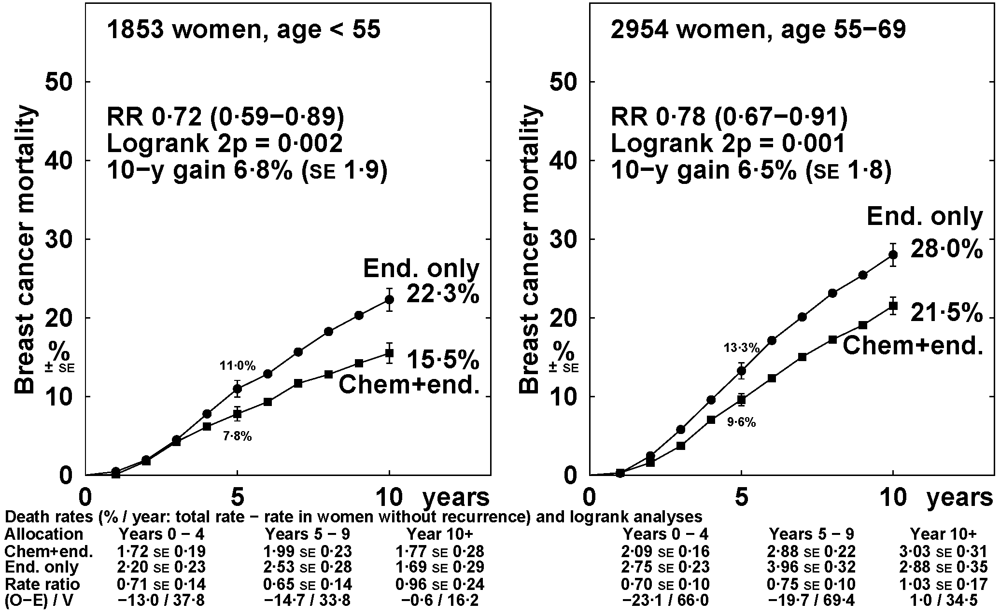 1853 women, age < 55
50
RR 0·72 (0·59−0·89)
Logrank 2p = 0·002
40
10−y gain 6·8% (SE 1·9)
Breast cancer mortality
30
End. only
22·3%
20
%
± SE
11·0%
15·5%
Chem+end.
10
7·8%
0
0 5 10 years
2954 women, age 55−69
50
RR 0·78 (0·67−0·91)
Logrank 2p = 0·001
40
10−y gain 6·5% (SE 1·8)
Breast cancer mortality
End. only
30
28·0%
20
21·5%
%
± SE
13·3%
Chem+end.
10
9·6%
0
0 5 10 years
Death rates (% / year: total rate − rate in women without recurrence) and logrank analyses
Allocation Years 0 − 4 Years 5 − 9 Year 10+ Years 0 − 4 Years 5 − 9 Year 10+
Chem+end. 1·72 SE 0·19 1·99 SE 0·23 1·77 SE 0·28 2·09 SE 0·16 2·88 SE 0·22 3·03 SE 0·31
End. only 2·20 SE 0·23 2·53 SE 0·28 1·69 SE 0·29 2·75 SE 0·23 3·96 SE 0·32 2·88 SE 0·35
Rate ratio 0·71 SE 0·14 0·65 SE 0·14 0·96 SE 0·24 0·70 SE 0·10 0·75 SE 0·10 1·03 SE 0·17
(O−E) / V −13·0 / 37·8 −14·7 / 33·8 −0·6 / 16·2 −23·1 / 66·0 −19·7 / 69·4 1·0 / 34·5